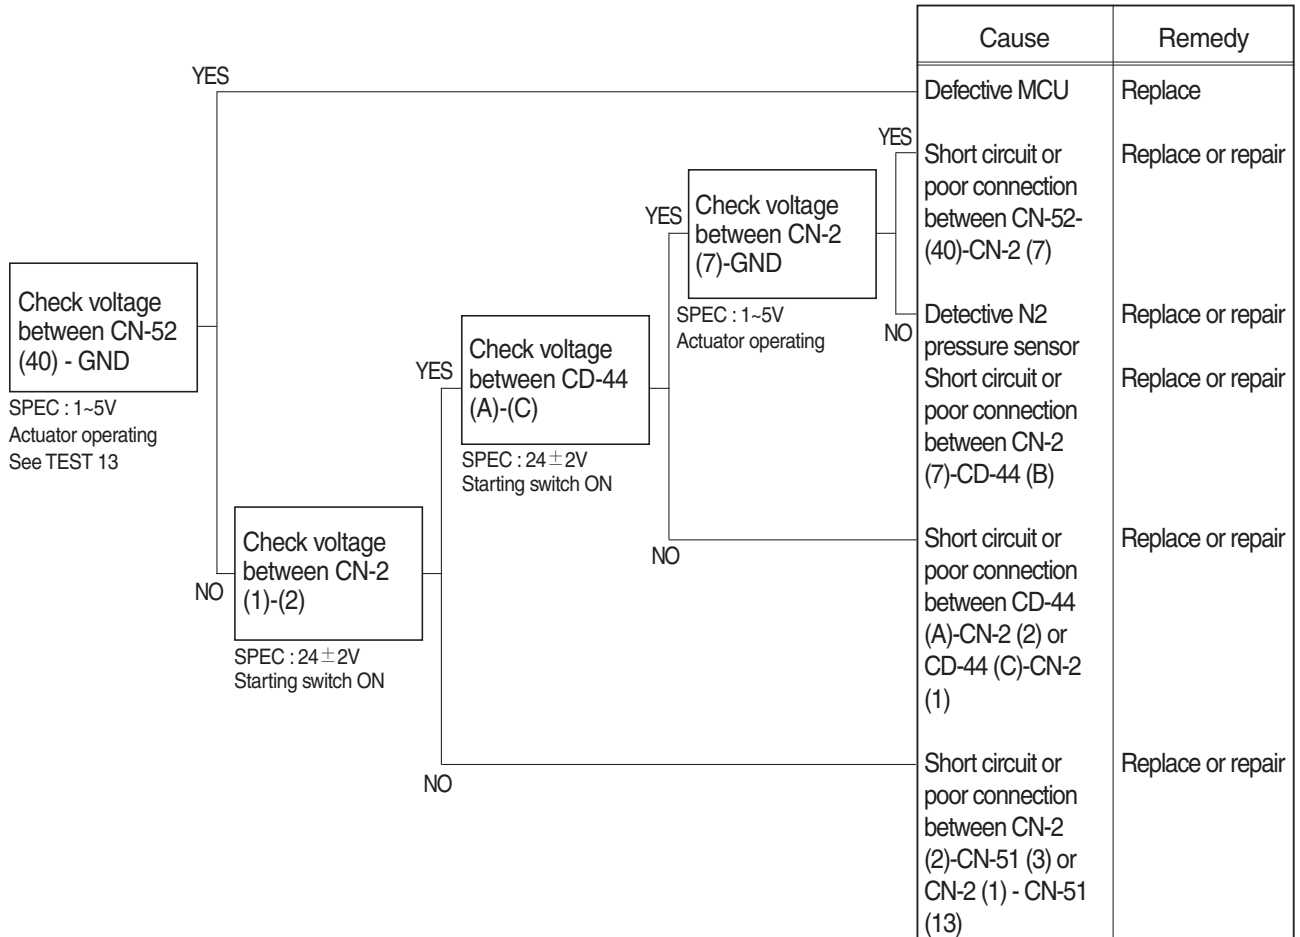 Cause
Remedy
YES
Defective MCU
Replace
YES
Short circuit or
poor connection
between CN-52-
(40)-CN-2 (7)
Replace or repair
YES
Check voltage
between CN-2
(7)-GND
SPEC : 1~5V
Actuator operating
NO
Detective N2
pressure sensor
Replace or repair
Short circuit or
poor connection
between CN-2
(7)-CD-44 (B)
Replace or repair
Check voltage
between CN-52
(40) - GND
SPEC : 1~5V
Actuator operating
See TEST 13
YES
Check voltage
between CD-44
(A)-(C)
SPEC : 24±2V
Starting switch ON
NO
Short circuit or
poor connection
between CD-44
(A)-CN-2 (2) or
CD-44 (C)-CN-2
(1)
Replace or repair
NO
Check voltage
between CN-2
(1)-(2)
SPEC : 24±2V
Starting switch ON
NO
Short circuit or
poor connection
between CN-2
(2)-CN-51 (3) or
CN-2 (1) - CN-51
(13)
Replace or repair